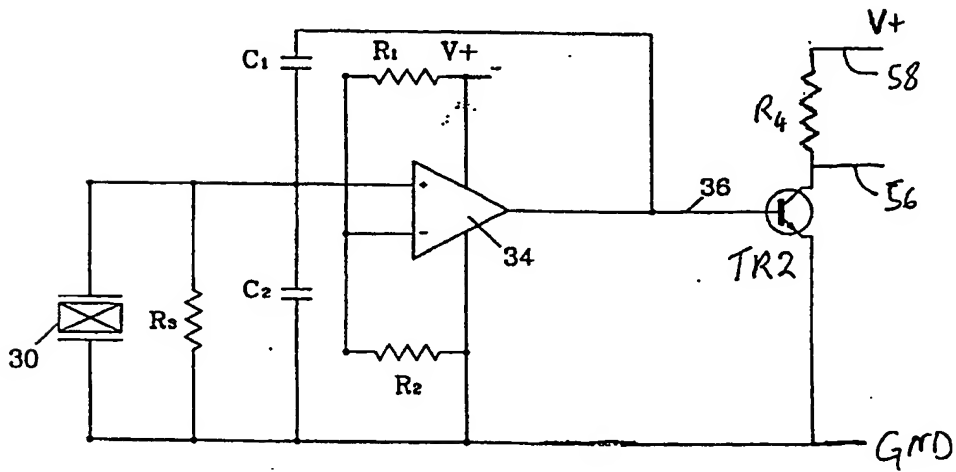 C1
R1
V+
-
V+
58
R4
+
-
34
36
56
TR2
C2
30
R3
R2
GND